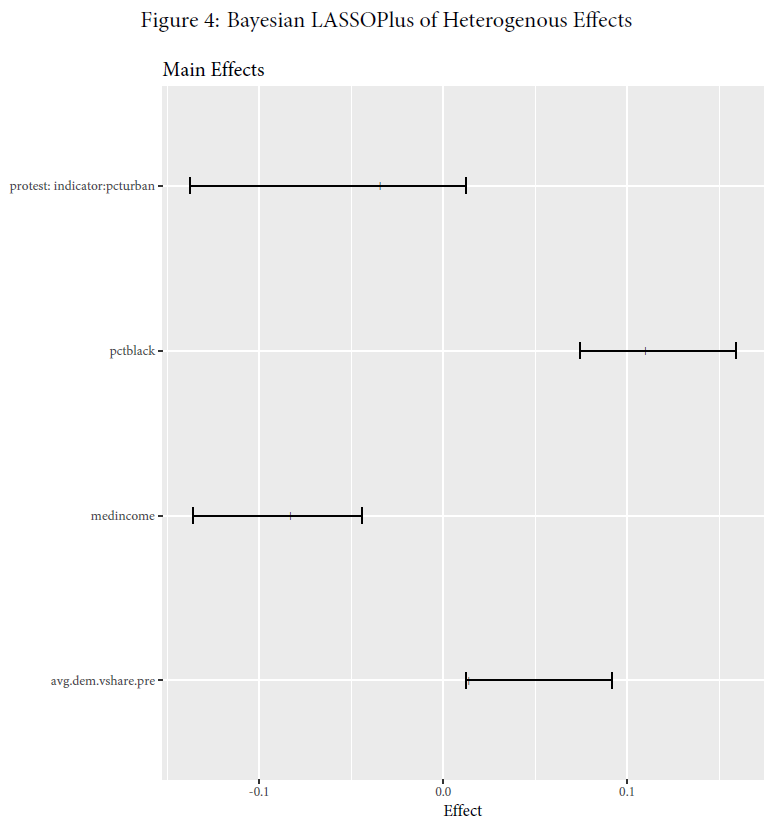 Figure 4: Bayesian LASSOPlus of Heterogenous Effects
Main Effects
protest: indicator:pcturban
pctblack
medincome
avg.dem.vshare.pre
-0.1 0.0 0.1
Effect